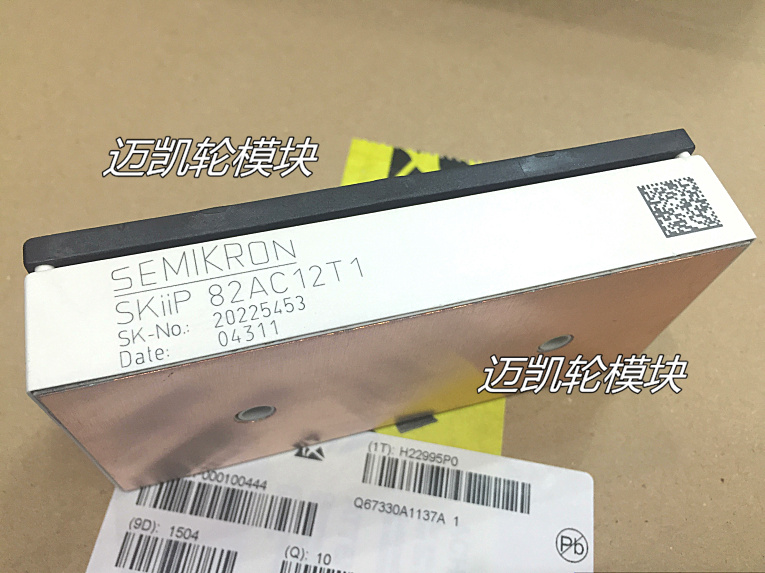 迈凯轮模块
SEMIKRON
SKiiP 82AC12T1
SK-No.: 20225453
Date: 04311
迈凯轮模块
(1T): H22995P0
000100444
Q67330A1137A 1
(9D): 1504
(Q): 10
Pb